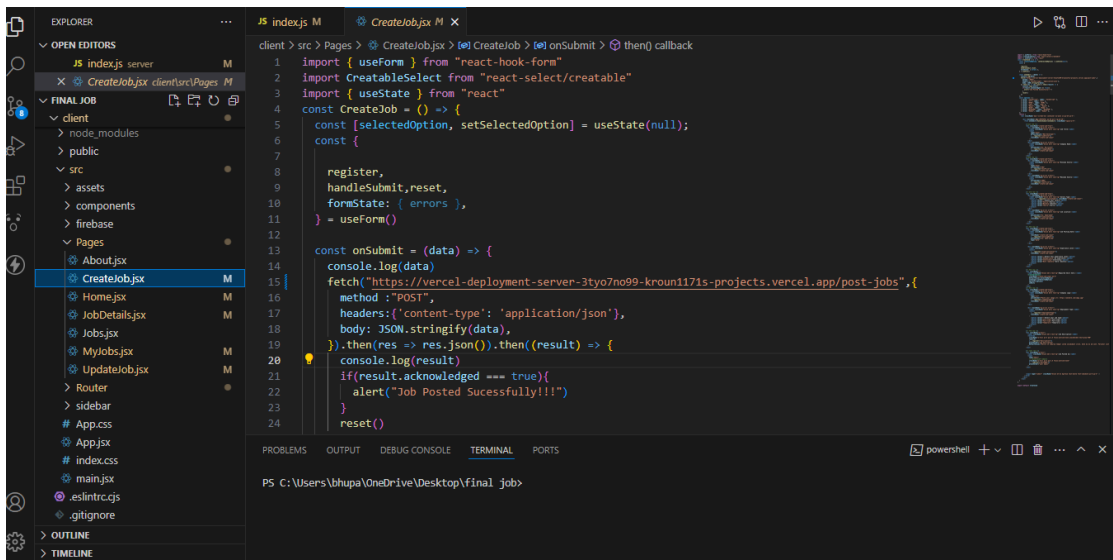 EXPLORER ...
OPEN EDITORS
JS index.js server M
CreateJob.jsx client\src\Pages M
FINAL JOB
8
client
node_modules
public
src
assets
components
firebase
Pages
About.jsx
CreateJob.jsx M
Home.jsx M
JobDetails.jsx M
Jobs.jsx
MyJobs.jsx M
UpdateJob.jsx M
Router
sidebar
# App.css
App.jsx
# index.css
main.jsx
.eslintrc.cjs
.gitignore
OUTLINE
TIMELINE
JS index.js M CreateJob.jsx M X
client > src > Pages > CreateJob.jsx > CreateJob > onSubmit > then() callback
1 import { useForm } from "react-hook-form"
2 import CreatableSelect from "react-select/creatable"
3 import { useState } from "react"
4 const CreateJob = () => {
5 const [selectedOption, setSelectedOption] = useState(null);
6 const {
7
8 register,
9 handleSubmit,reset,
10 formState: { errors },
11 } = useForm()
12
13 const onSubmit = (data) => {
14 console.log(data)
15 fetch("https://vercel-deployment-server-3tyo7no99-kroun1171s-projects.vercel.app/post-jobs",{
16 method :"POST",
17 headers:{'content-type': 'application/json'},
18 body: JSON.stringify(data),
19 }).then(res => res.json()).then((result) => {
20 console.log(result)
21 if(result.acknowledged === true){
22 alert("Job Posted Sucessfully!!!")
23 }
24 reset()
PROBLEMS OUTPUT DEBUG CONSOLE TERMINAL PORTS powershell
PS C:\Users\bhupa\OneDrive\Desktop\final job>